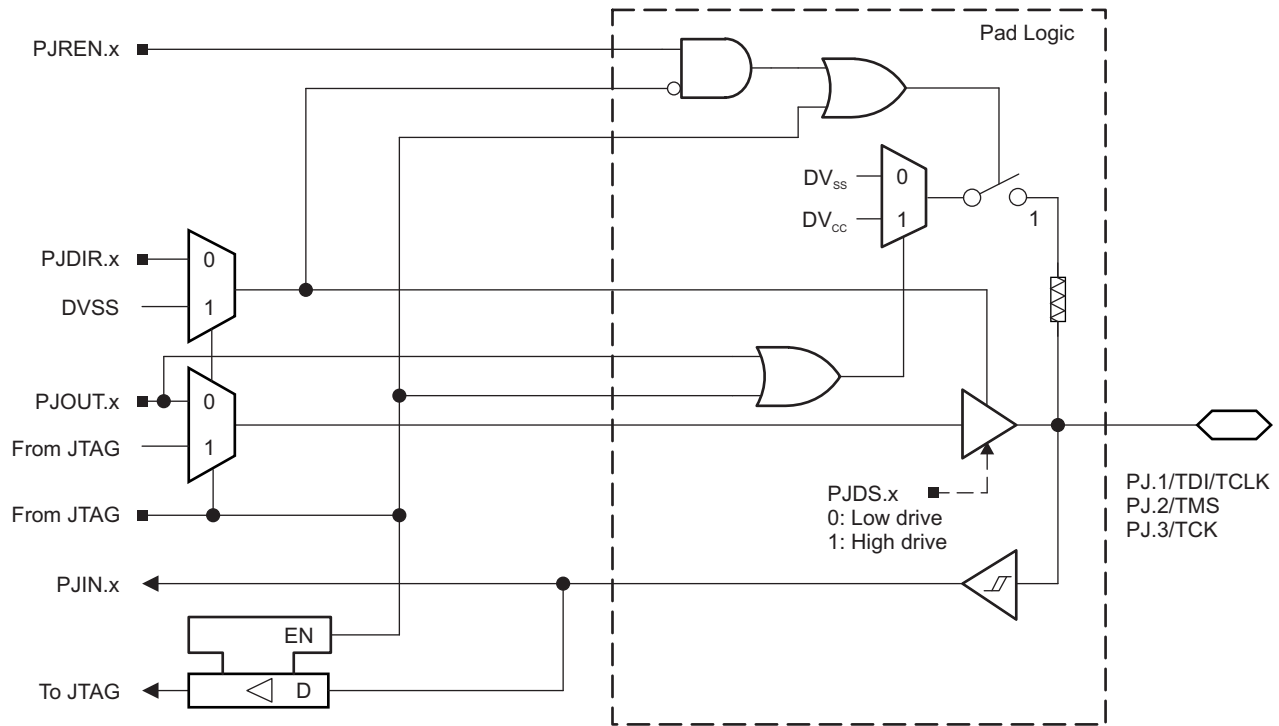 Pad Logic
PJREN.x
DVSS
0
DVCC
1
1
PJDIR.x
0
DVSS
1
PJOUT.x
0
From JTAG
1
PJDS.x
0: Low drive
1: High drive
PJ.1/TDI/TCLK
PJ.2/TMS
PJ.3/TCK
From JTAG
PJIN.x
EN
To JTAG
D